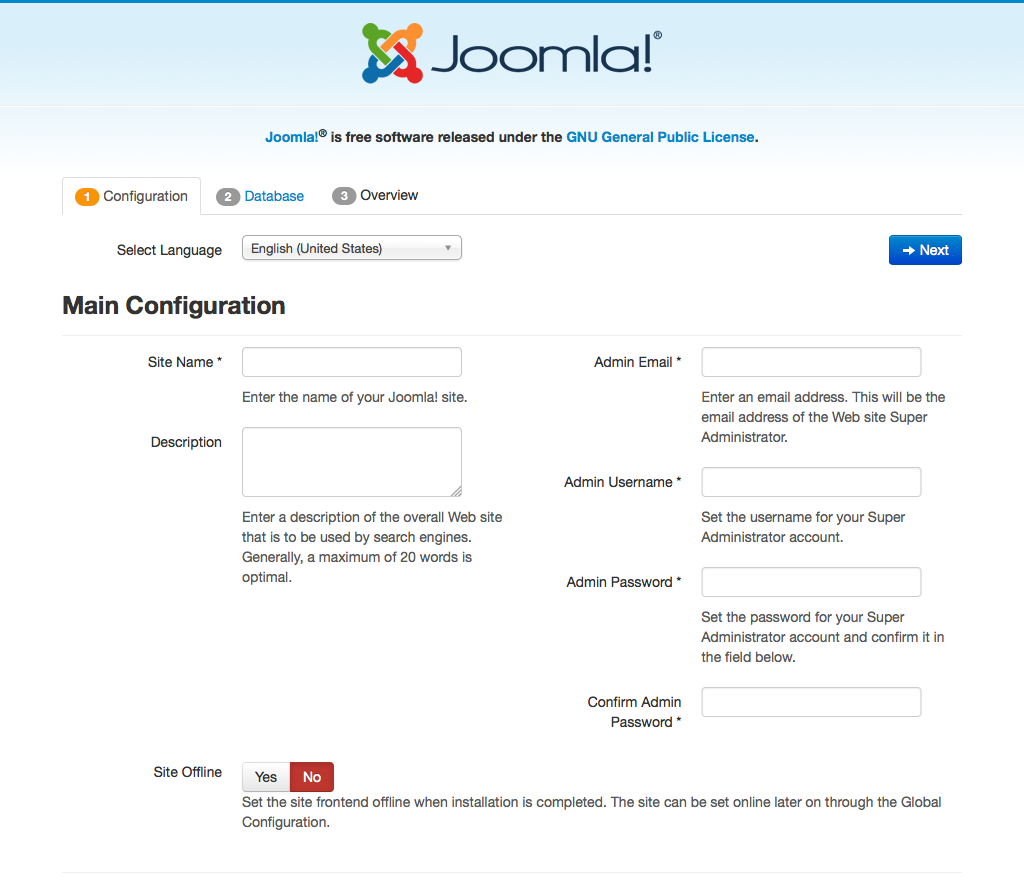 Joomla!®
Joomla!® is free software released under the GNU General Public License.
1 Configuration
2 Database
3 Overview
Select Language
English (United States)
Next
Main Configuration
Site Name *
Enter the name of your Joomla! site.
Description
Enter a description of the overall Web site
that is to be used by search engines.
Generally, a maximum of 20 words is
optimal.
Admin Email *
Enter an email address. This will be the
email address of the Web site Super
Administrator.
Admin Username *
Set the username for your Super
Administrator account.
Admin Password *
Set the password for your Super
Administrator account and confirm it in
the field below.
Confirm Admin
Password *
Site Offline
Yes
No
Set the site frontend offline when installation is completed. The site can be set online later on through the Global
Configuration.